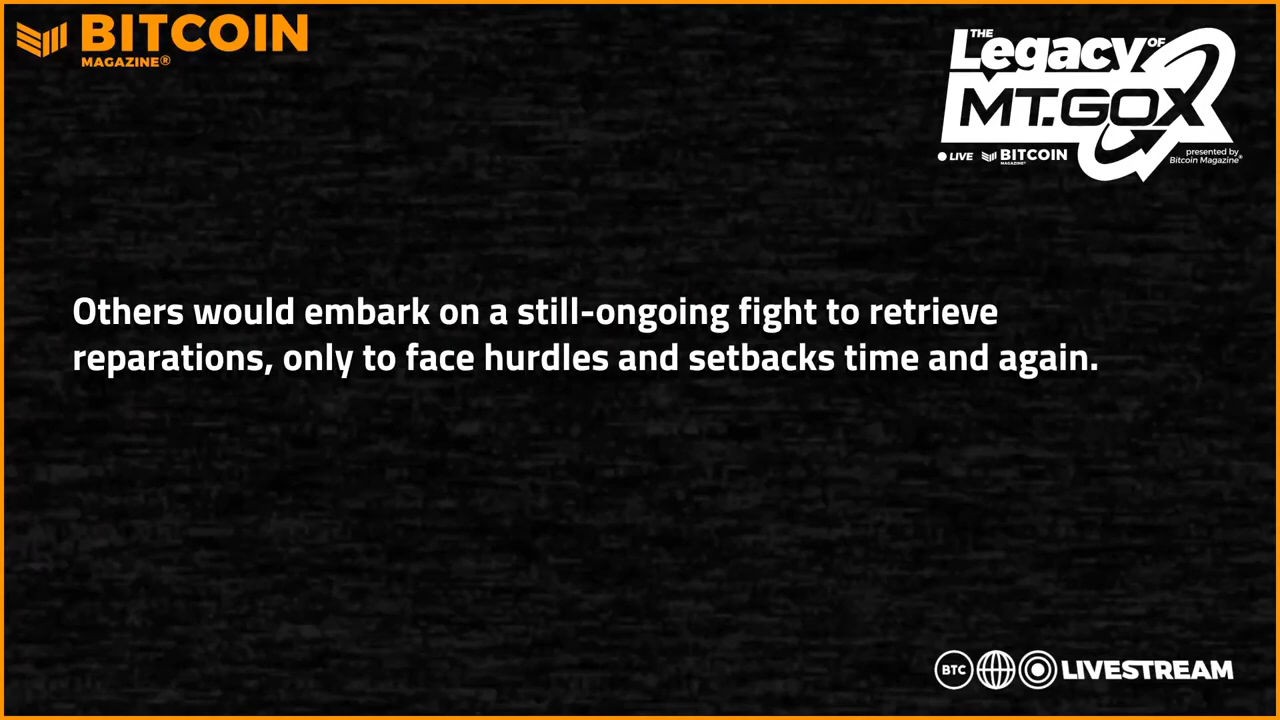 BITCOIN
MAGAZINE®
THE
Legacy OF
MT.GOX
LIVE BITCOIN
MAGAZINE
presented by
Bitcoin Magazine®
Others would embark on a still-ongoing fight to retrieve
reparations, only to face hurdles and setbacks time and again.
BTC LIVESTREAM